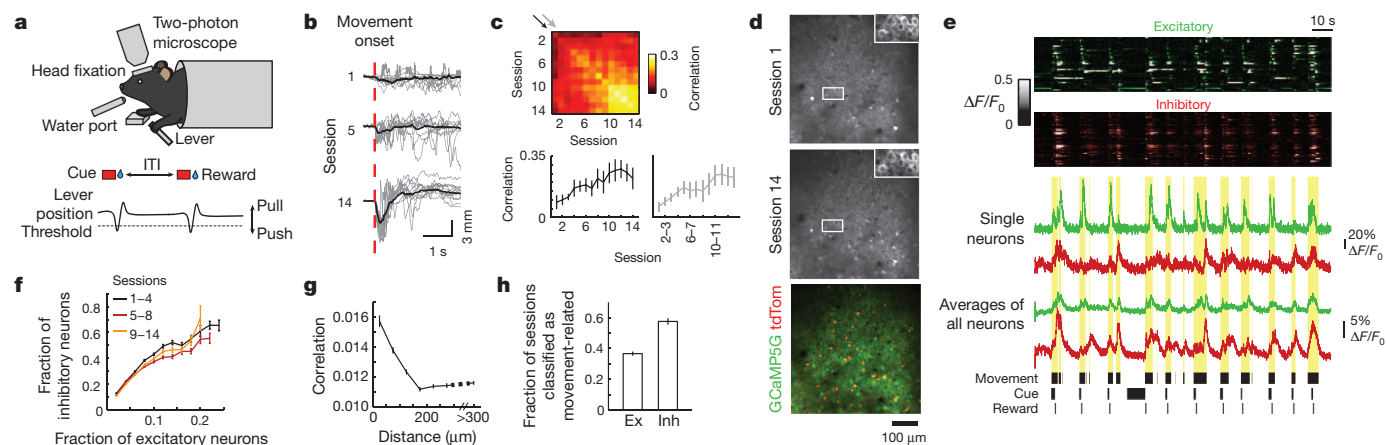 a
Two-photon
microscope
Head fixation
Water port
Lever
Cue
ITI
Reward
Lever
position
Threshold
Pull
Push
b
Movement
onset
Session
1
5
14
1 s
3 mm
c
Session
2
6
10
14
2 6 10 14
Session
0.3
0
Correlation
Correlation
0.35
0
2 6 10 14
2–3
6–7
10–11
Session
d
Session 1
Session 14
GCaMP5G tdTom
100 μm
e
Excitatory
10 s
0.5
0
ΔF/F0
Inhibitory
Single
neurons
20%
ΔF/F0
Averages of
all neurons
5%
ΔF/F0
Movement
Cue
Reward
f
Sessions
1–4
5–8
9–14
Fraction of
inhibitory neurons
0.8
0.6
0.4
0.2
0
0 0.1 0.2
Fraction of excitatory neurons
g
Correlation
0.016
0.014
0.012
0.010
0 200 >300
Distance (μm)
h
Fraction of sessions
classified as
movement-related
0.6
0.4
0.2
0
Ex Inh